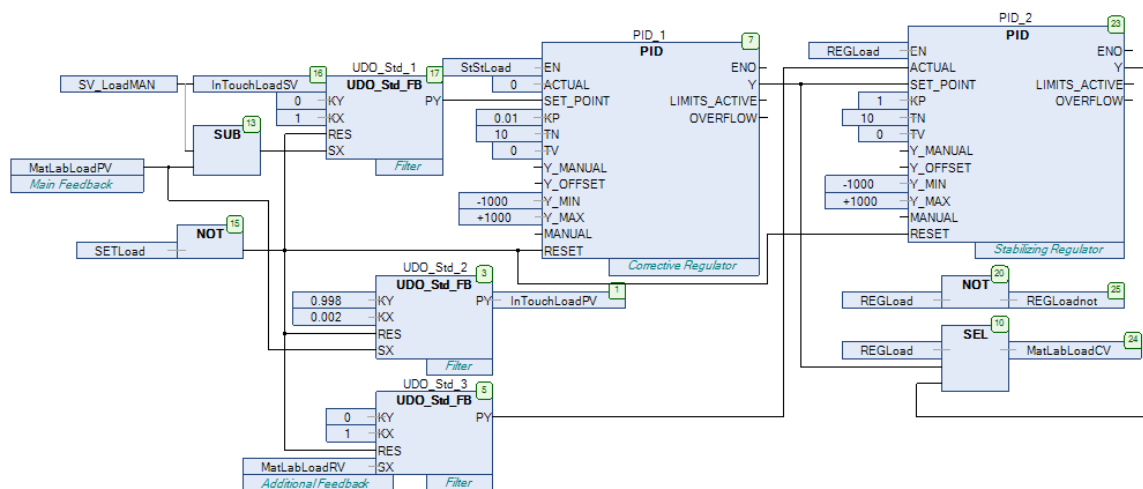 PID_1
7
PID
StStLoad
EN
ENO
0
ACTUAL
Y
SET_POINT
LIMITS_ACTIVE
0.01
KP
OVERFLOW
10
TN
0
TV
Y_MANUAL
Y_OFFSET
-1000
Y_MIN
+1000
Y_MAX
MANUAL
RESET
Corrective Regulator
PID_2
23
PID
REGLoad
EN
ENO
ACTUAL
Y
SET_POINT
LIMITS_ACTIVE
1
KP
OVERFLOW
10
TN
0
TV
Y_MANUAL
Y_OFFSET
-1000
Y_MIN
+1000
Y_MAX
MANUAL
RESET
Stabilizing Regulator
SV_LoadMAN
InTouchLoadSV
16
UDO_Std_1
17
UDO_Std_FB
0
KY
PY
1
KX
RES
SX
Filter
13
SUB
MatLabLoadPV
Main Feedback
15
NOT
SETLoad
UDO_Std_2
3
UDO_Std_FB
0.998
KY
PY
InTouchLoadPV
1
0.002
KX
RES
SX
Filter
UDO_Std_3
5
UDO_Std_FB
0
KY
PY
1
KX
RES
MatLabLoadRV
SX
Additional Feedback
Filter
20
NOT
REGLoad
REGLoadnot
25
10
SEL
REGLoad
MatLabLoadCV
24